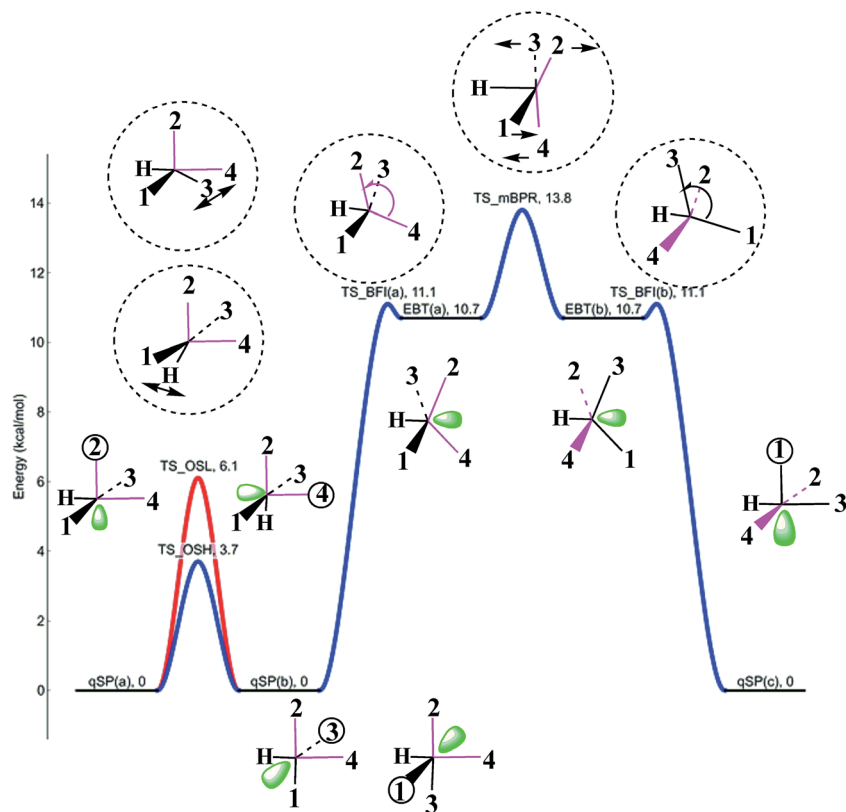 3 2
H
1
4
2
H 4
3
1
2 3
H
1 4
3 2
H
4 1
TS_mBPR, 13.8
2
3
1 4
H
TS_BFI(a), 11.1
TS_BFI(b), 11.1
EBT(a), 10.7
EBT(b), 10.7
14
12
10
8
6
4
2
0
Energy (kcal/mol)
3 2
H
1 4
2 3
H
4 1
2
3
H 4
1
TS_OSL, 6.1
2
3
4
1 H
TS_OSH, 3.7
1
2
H 3
4
qSP(a), 0
qSP(b), 0
qSP(c), 0
2
3
H 4
1
2
H 4
1
3